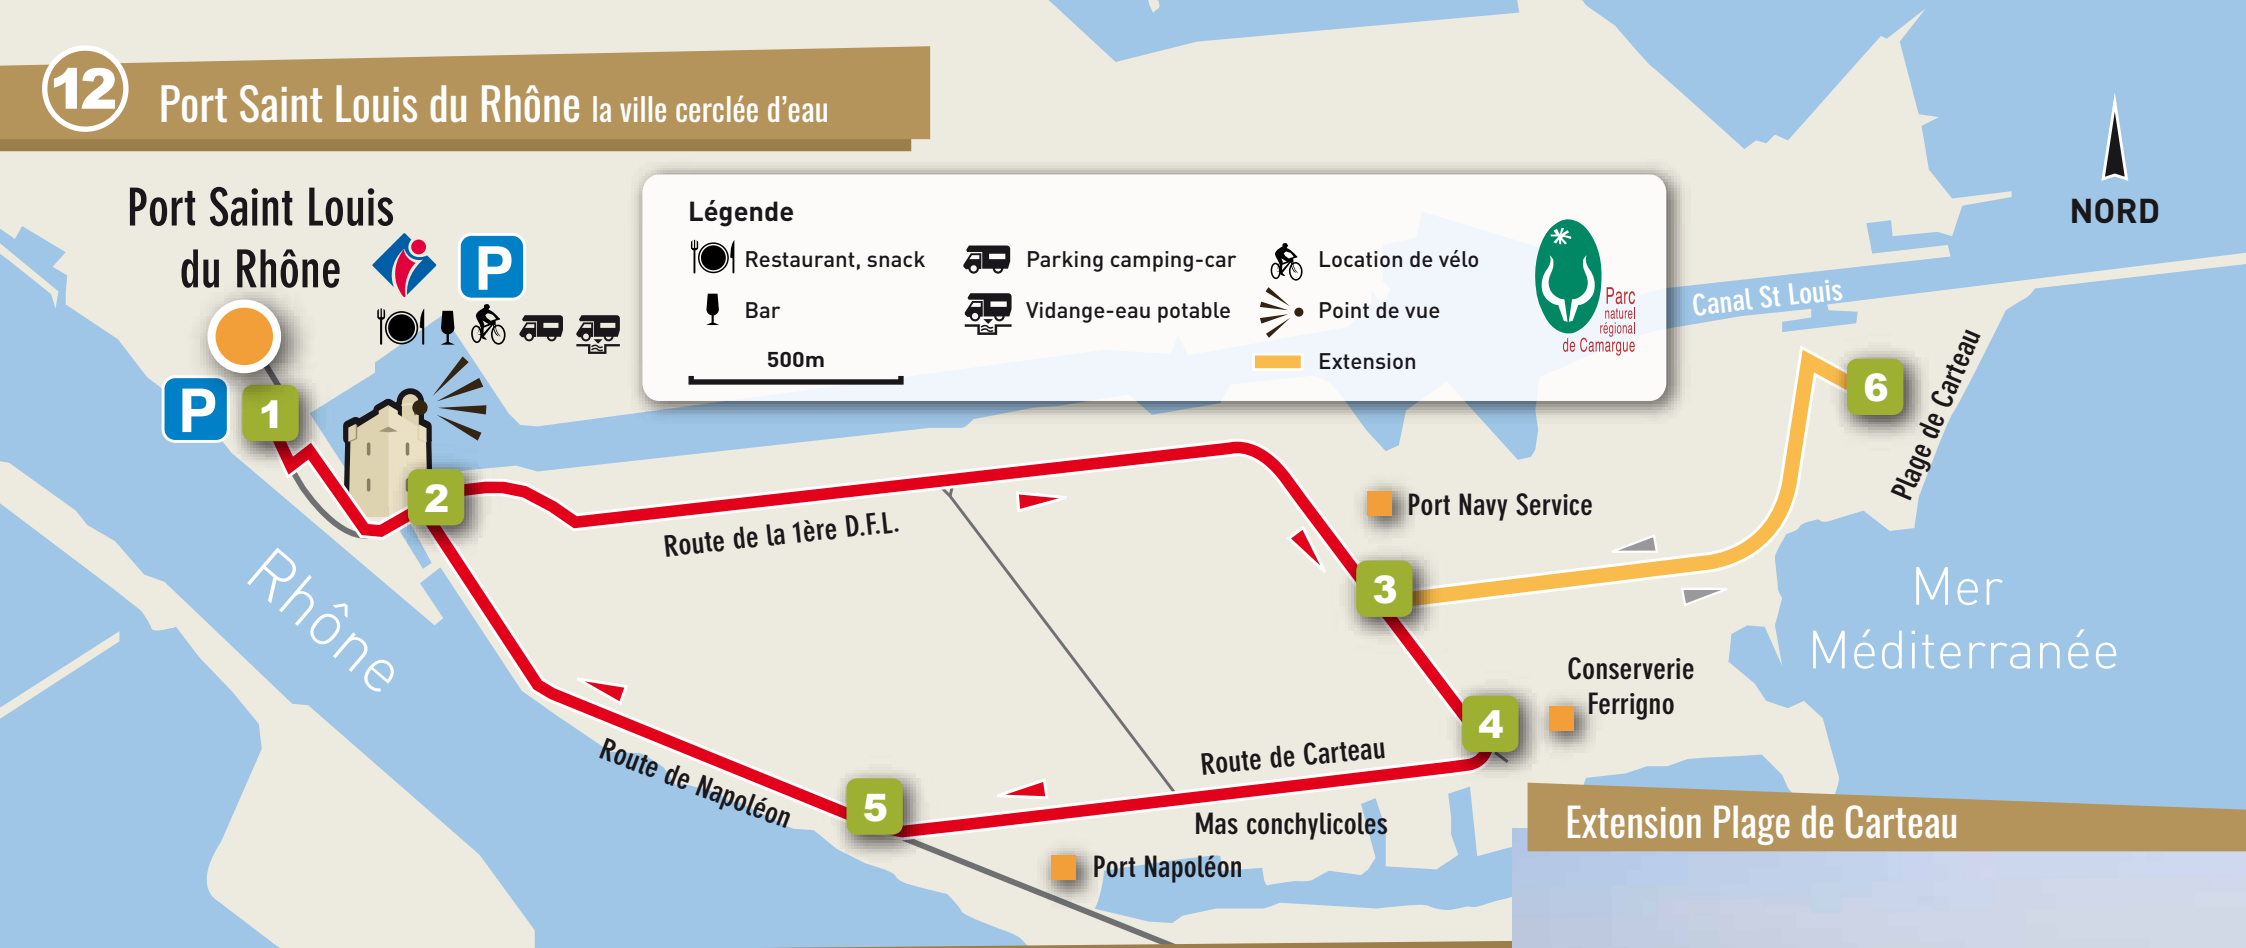 12
Port Saint Louis du Rhône la ville cerclée d'eau
Port Saint Louis
du Rhône
P
P
1
2
Légende
Restaurant, snack
Parking camping-car
Location de vélo
Bar
Vidange-eau potable
Point de vue
500m
Extension
Parc
naturel
régional
de Camargue
NORD
Canal St Louis
6
Plage de Carteau
Port Navy Service
Route de la 1ère D.F.L.
3
Rhône
Mer
Méditerranée
Conserverie
Ferrigno
4
Route de Carteau
Route de Napoléon
5
Mas conchylicoles
Port Napoléon
Extension Plage de Carteau